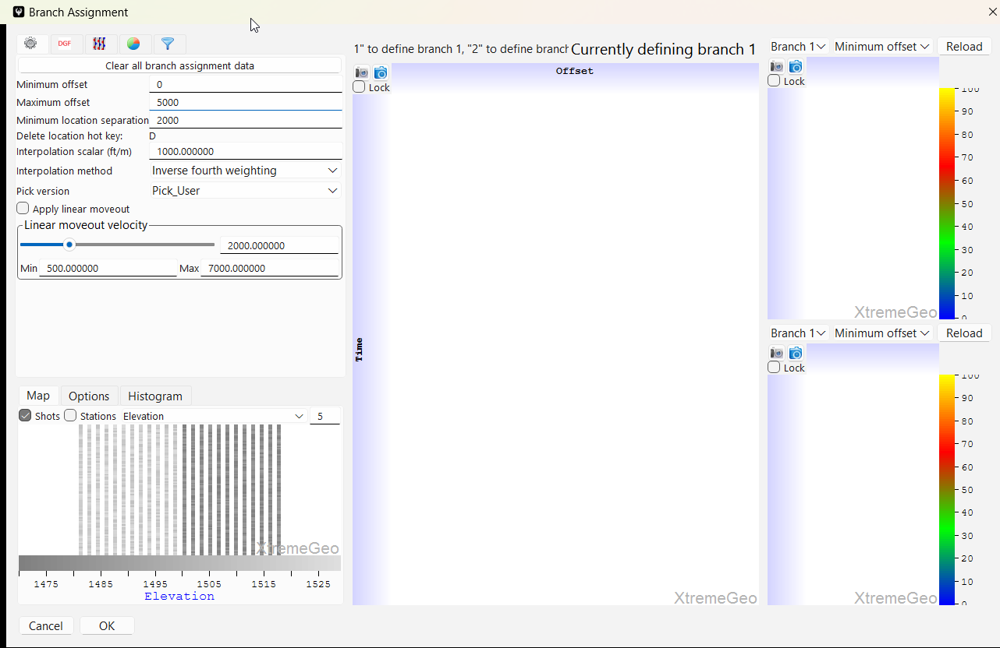 Branch Assignment
DGF
Clear all branch assignment data
Minimum offset 0
Maximum offset 5000
Minimum location separation 2000
Delete location hot key: D
Interpolation scalar (ft/m) 1000.000000
Interpolation method Inverse fourth weighting
Pick version Pick_User
Apply linear moveout
Linear moveout velocity
2000.000000
Min 500.000000 Max 7000.000000
Map Options Histogram
Shots Stations Elevation 5
XtremeGeo
1475 1485 1495 1505 1515 1525
Elevation
Cancel OK
1" to define branch 1, "2" to define branch Currently defining branch 1
Offset
Lock
Time
XtremeGeo
Branch 1 Minimum offset Reload
Lock
100
90
80
70
60
50
40
30
20
10
0
XtremeGeo
Branch 1 Minimum offset Reload
Lock
100
90
80
70
60
50
40
30
20
10
0
XtremeGeo